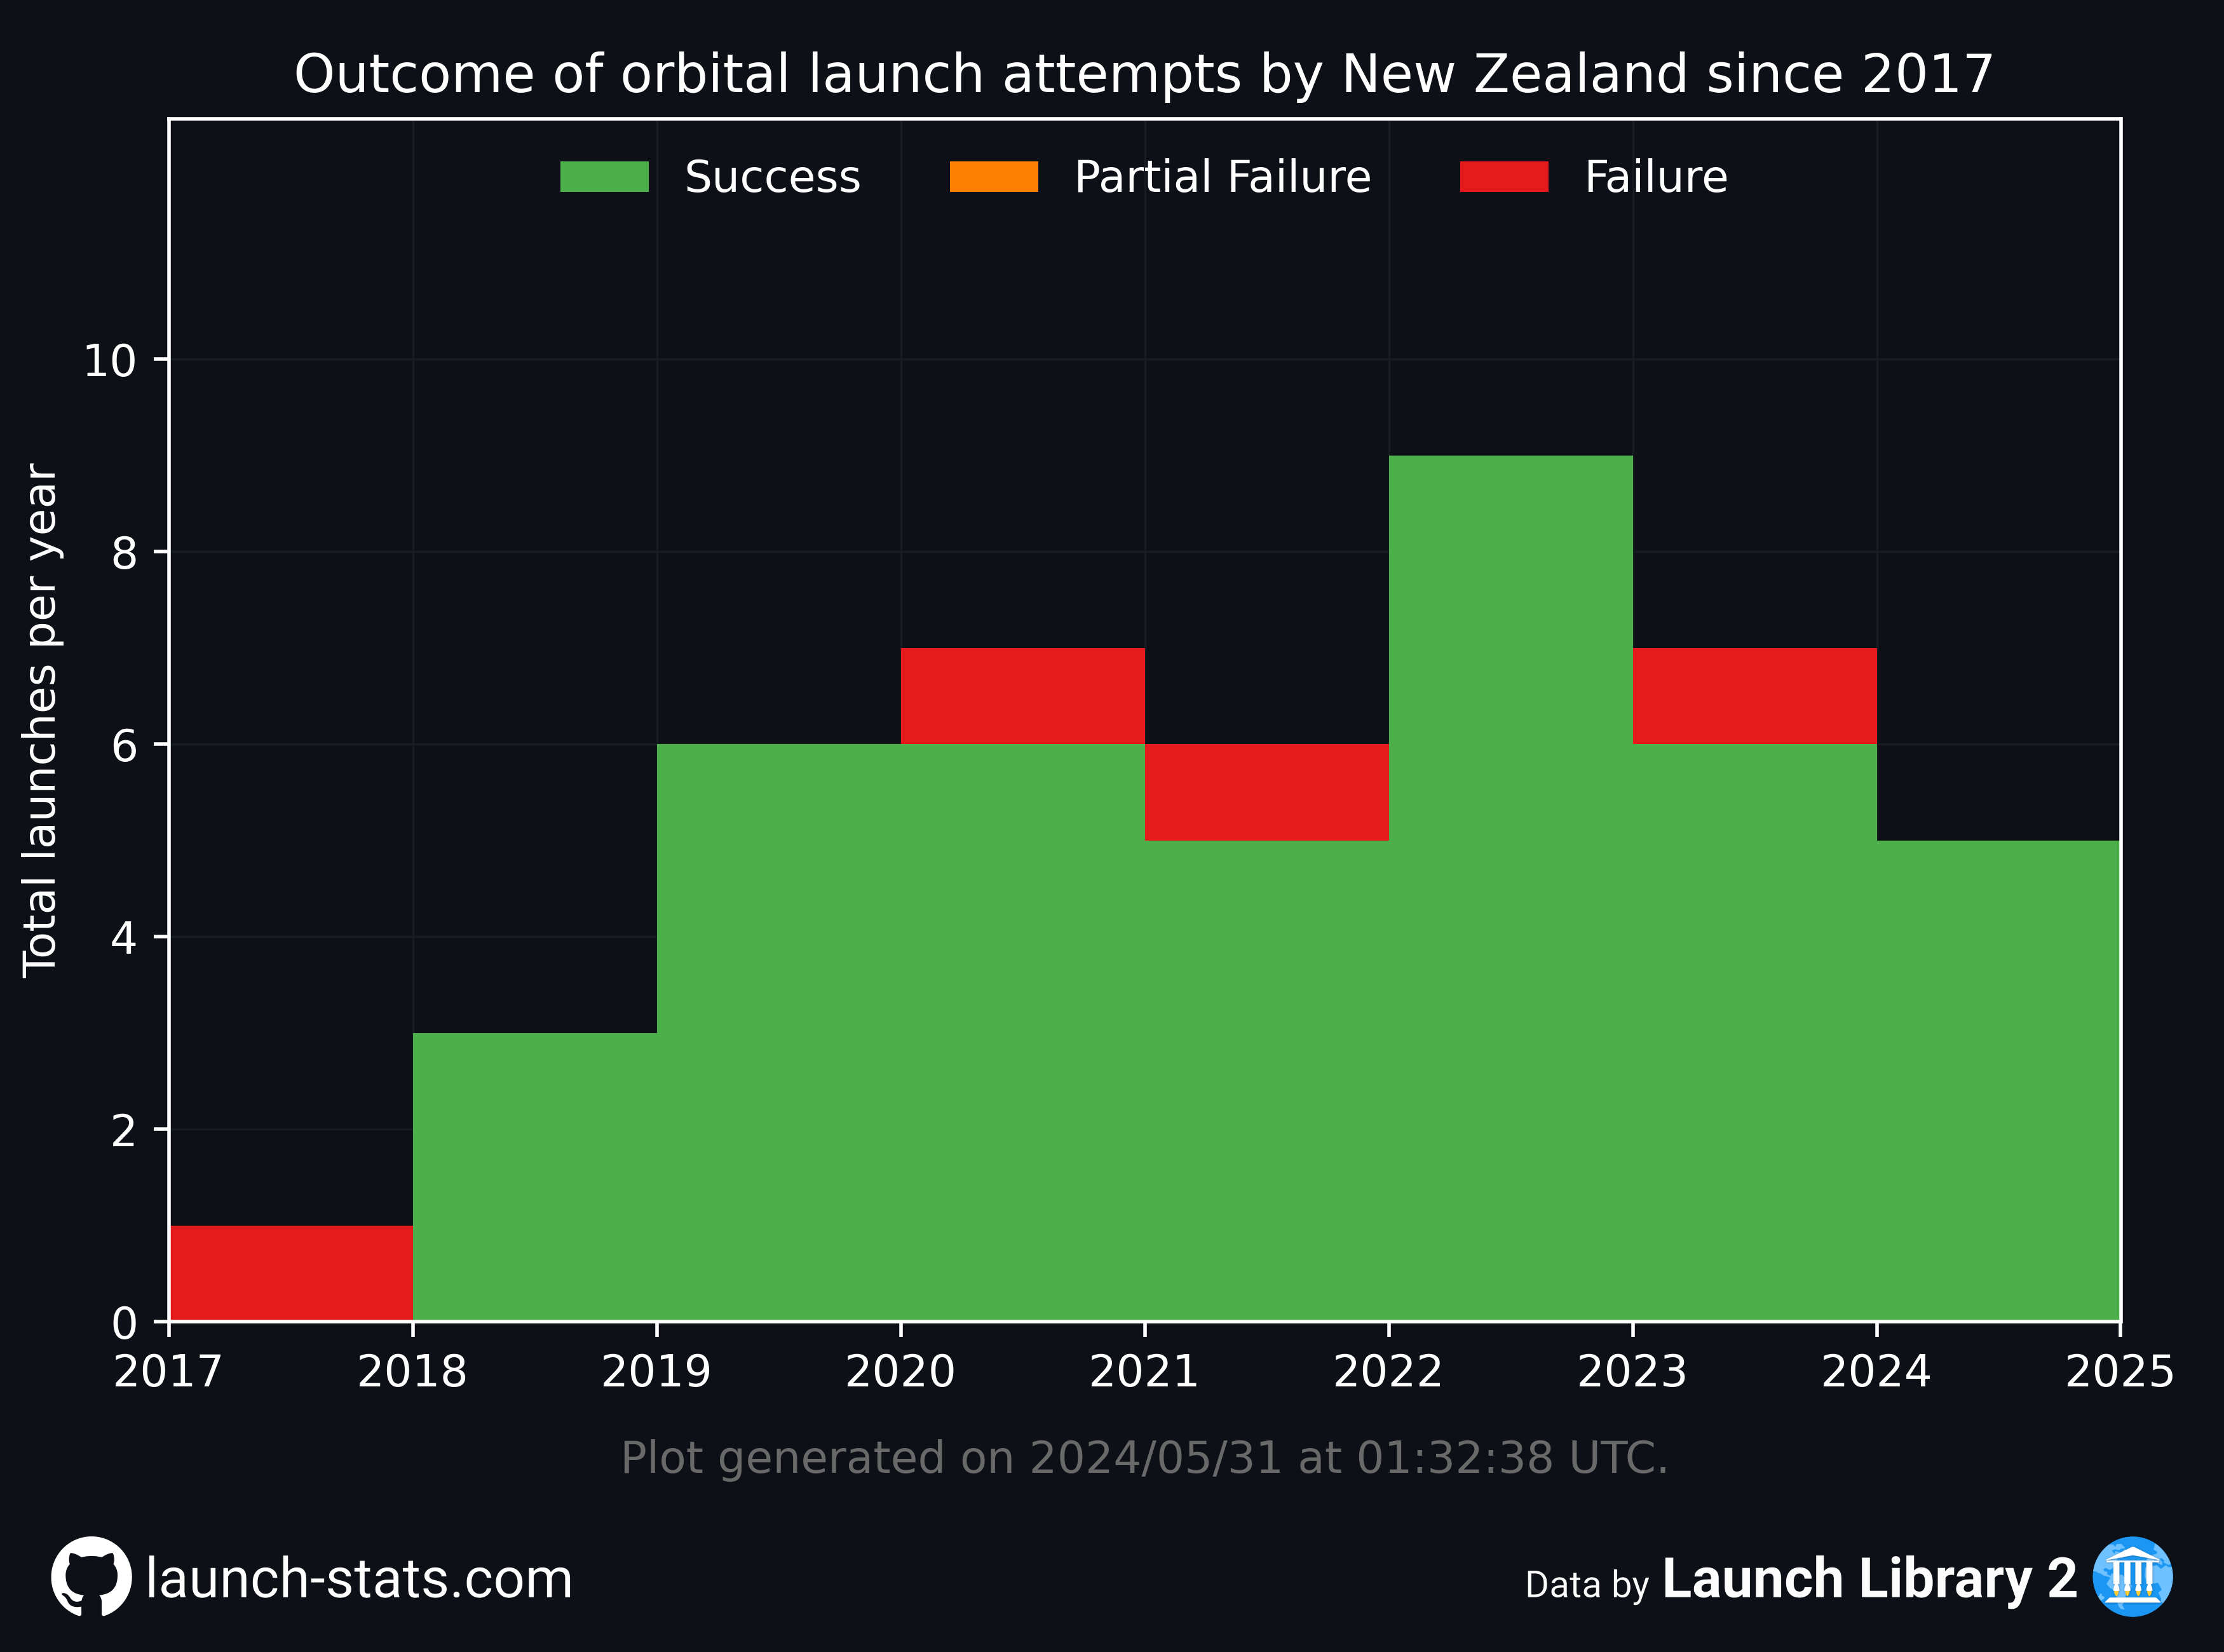 Outcome of orbital launch attempts by New Zealand since 2017
Success Partial Failure Failure
Total launches per year
10
8
6
4
2
0
2017 2018 2019 2020 2021 2022 2023 2024 2025
Plot generated on 2024/05/31 at 01:32:38 UTC.
launch-stats.com
Data by Launch Library 2